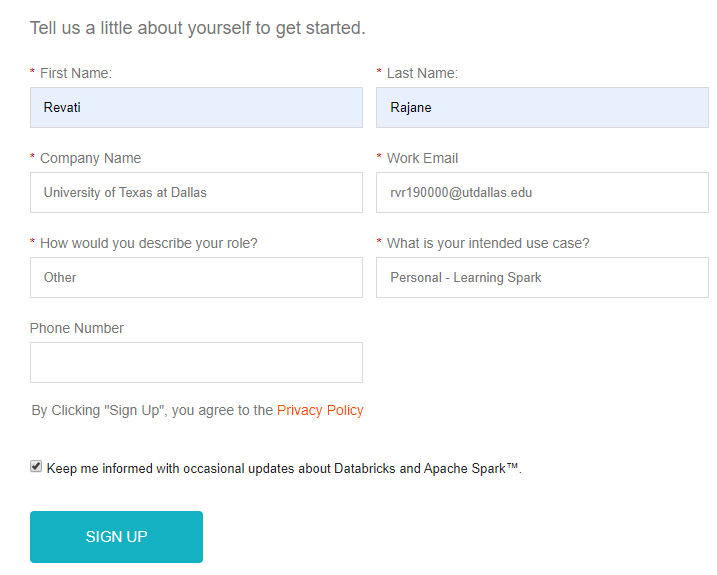 Tell us a little about yourself to get started.
* First Name: * Last Name:
Revati Rajane
* Company Name * Work Email
University of Texas at Dallas rvr190000@utdallas.edu
* How would you describe your role? * What is your intended use case?
Other Personal - Learning Spark
Phone Number
By Clicking "Sign Up", you agree to the Privacy Policy
Keep me informed with occasional updates about Databricks and Apache Spark™.
SIGN UP